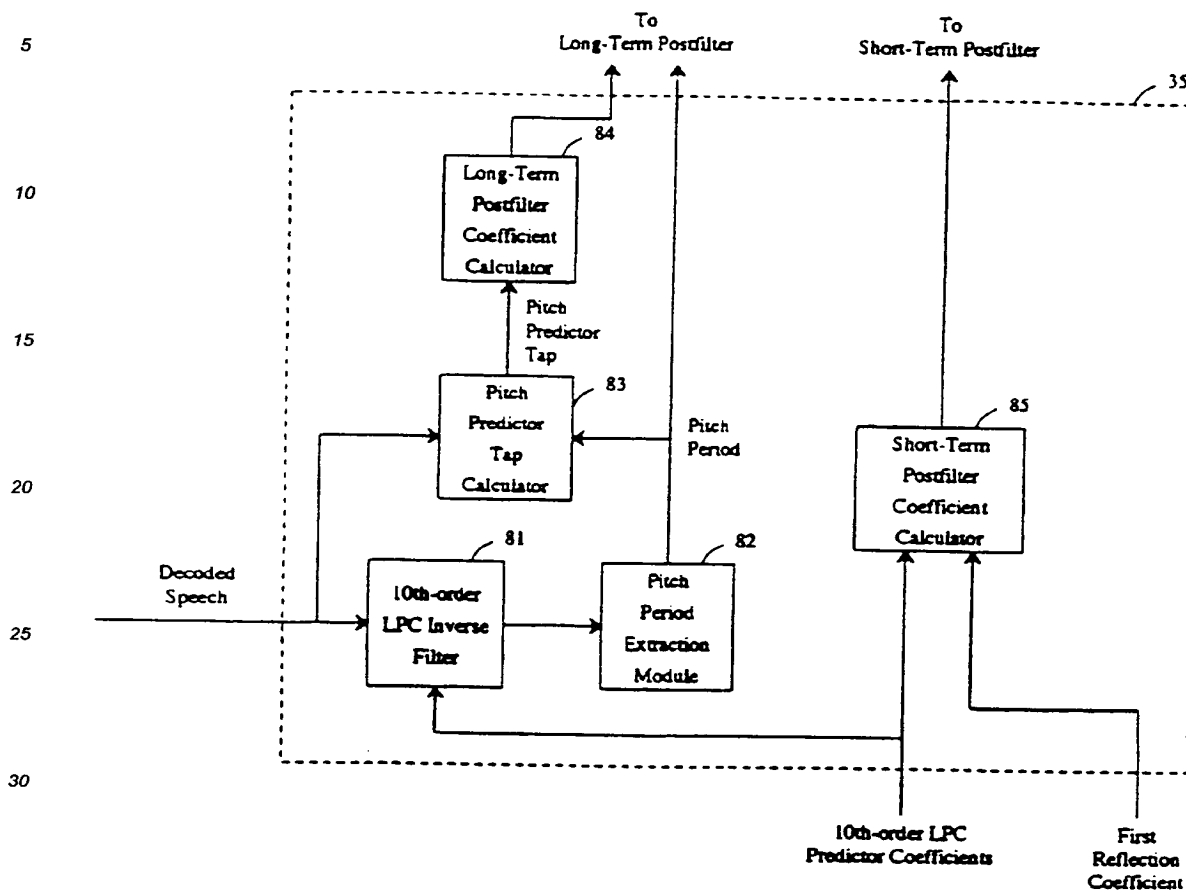 5
To
Long-Term Postfilter
To
Short-Term Postfilter
35
84
Long-Term
Postfilter
Coefficient
Calculator
10
Pitch
Predictor
Tap
15
Pitch
Predictor
Tap
Calculator
83
Pitch
Period
85
Short-Term
Postfilter
Coefficient
Calculator
20
81
82
Decoded
Speech
10th-order
LPC Inverse
Filter
Pitch
Period
Extraction
Module
25
30
10th-order LPC
Predictor Coefficients
First
Reflection
Coefficient